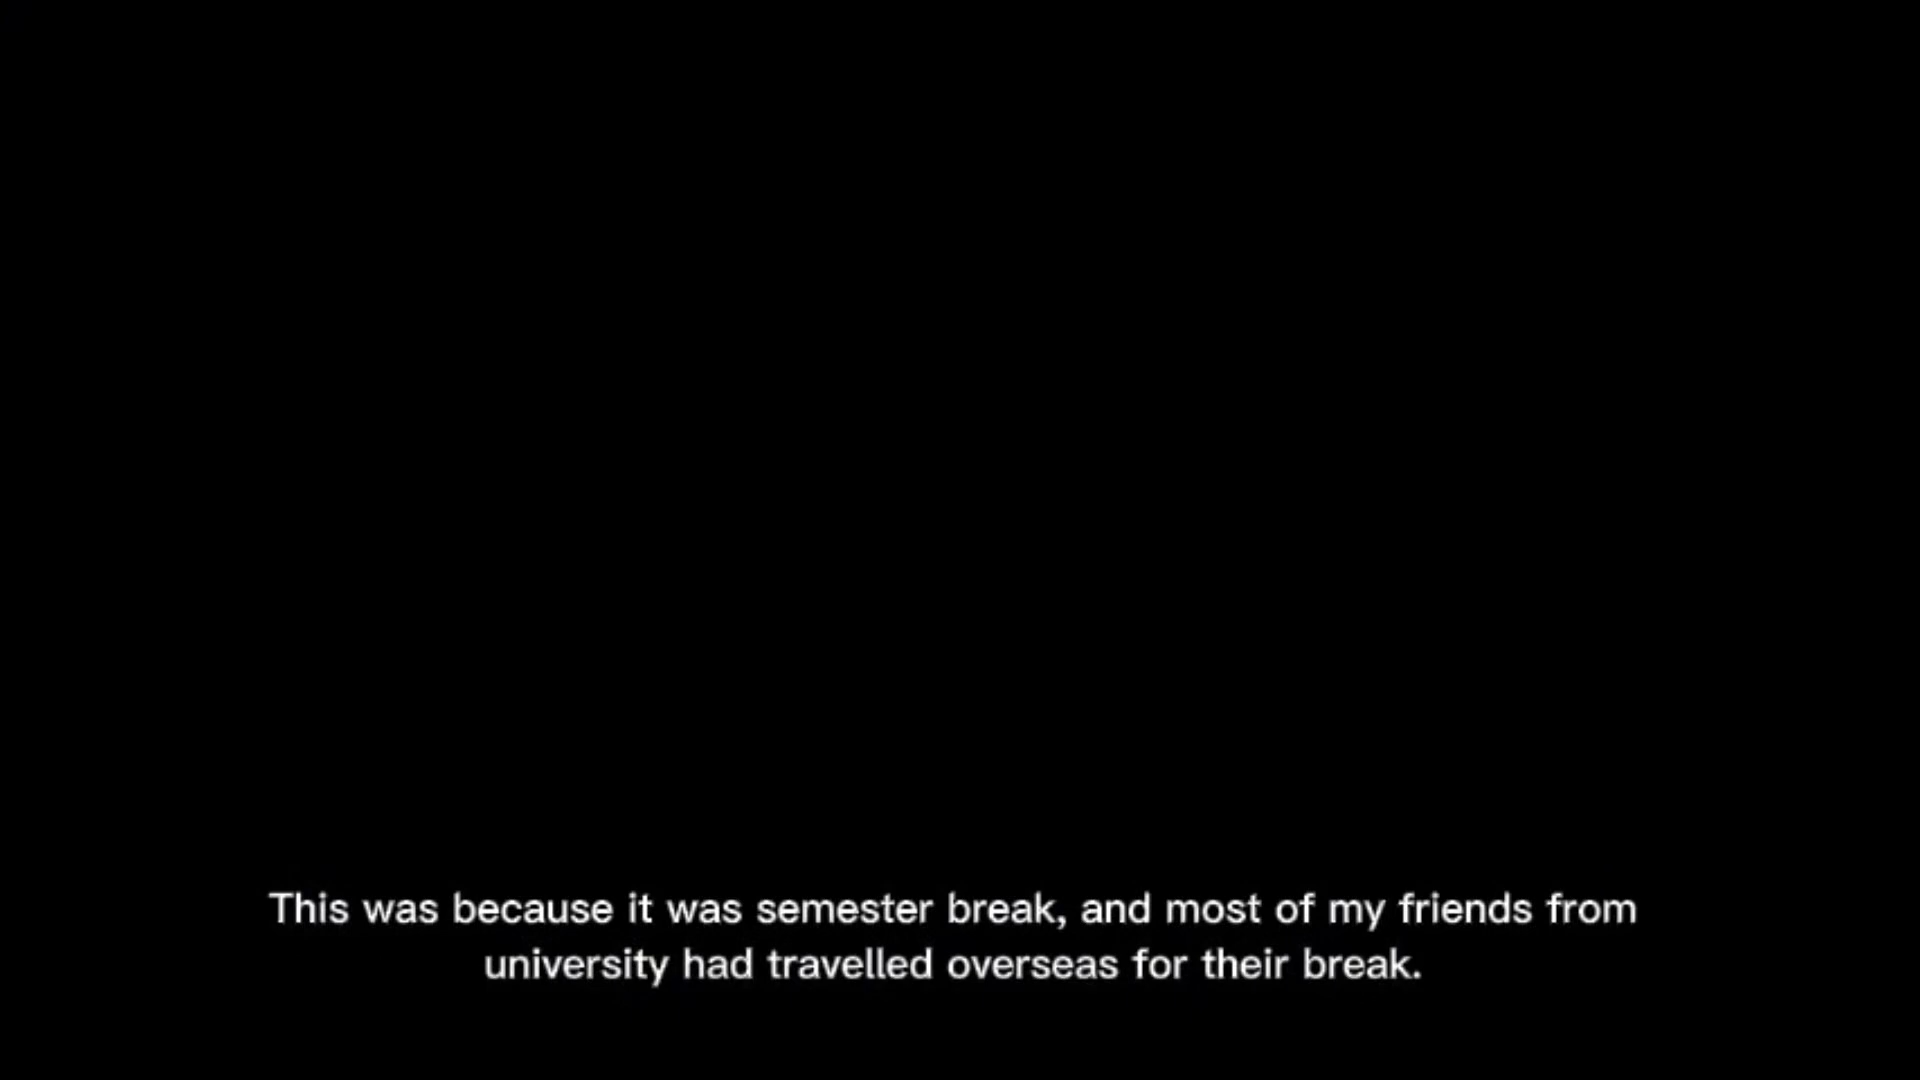 This was because it was semester break, and most of my friends from
university had travelled overseas for their break.